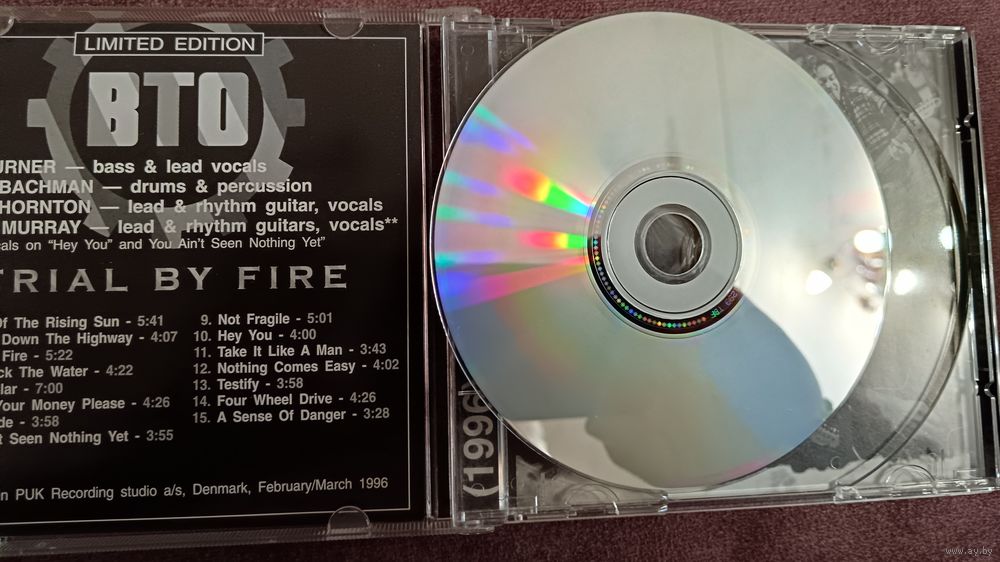 LIMITED EDITION
BTO
URNER — bass & lead vocals
BACHMAN — drums & percussion
HORNTON — lead & rhythm guitar, vocals
MURRAY — lead & rhythm guitars, vocals**
cals on “Hey You” and You Ain’t Seen Nothing Yet”
TRIAL BY FIRE
Of The Rising Sun - 5:41
Down The Highway - 4:07
Fire - 5:22
ck The Water - 4:22
lar - 7:00
Your Money Please - 4:26
de - 3:58
t Seen Nothing Yet - 3:55
9. Not Fragile - 5:01
10. Hey You - 4:00
11. Take It Like A Man - 3:43
12. Nothing Comes Easy - 4:02
13. Testify - 3:58
14. Four Wheel Drive - 4:26
15. A Sense Of Danger - 3:28
n PUK Recording studio a/s, Denmark, February/March 1996
(1996
www.ay.by